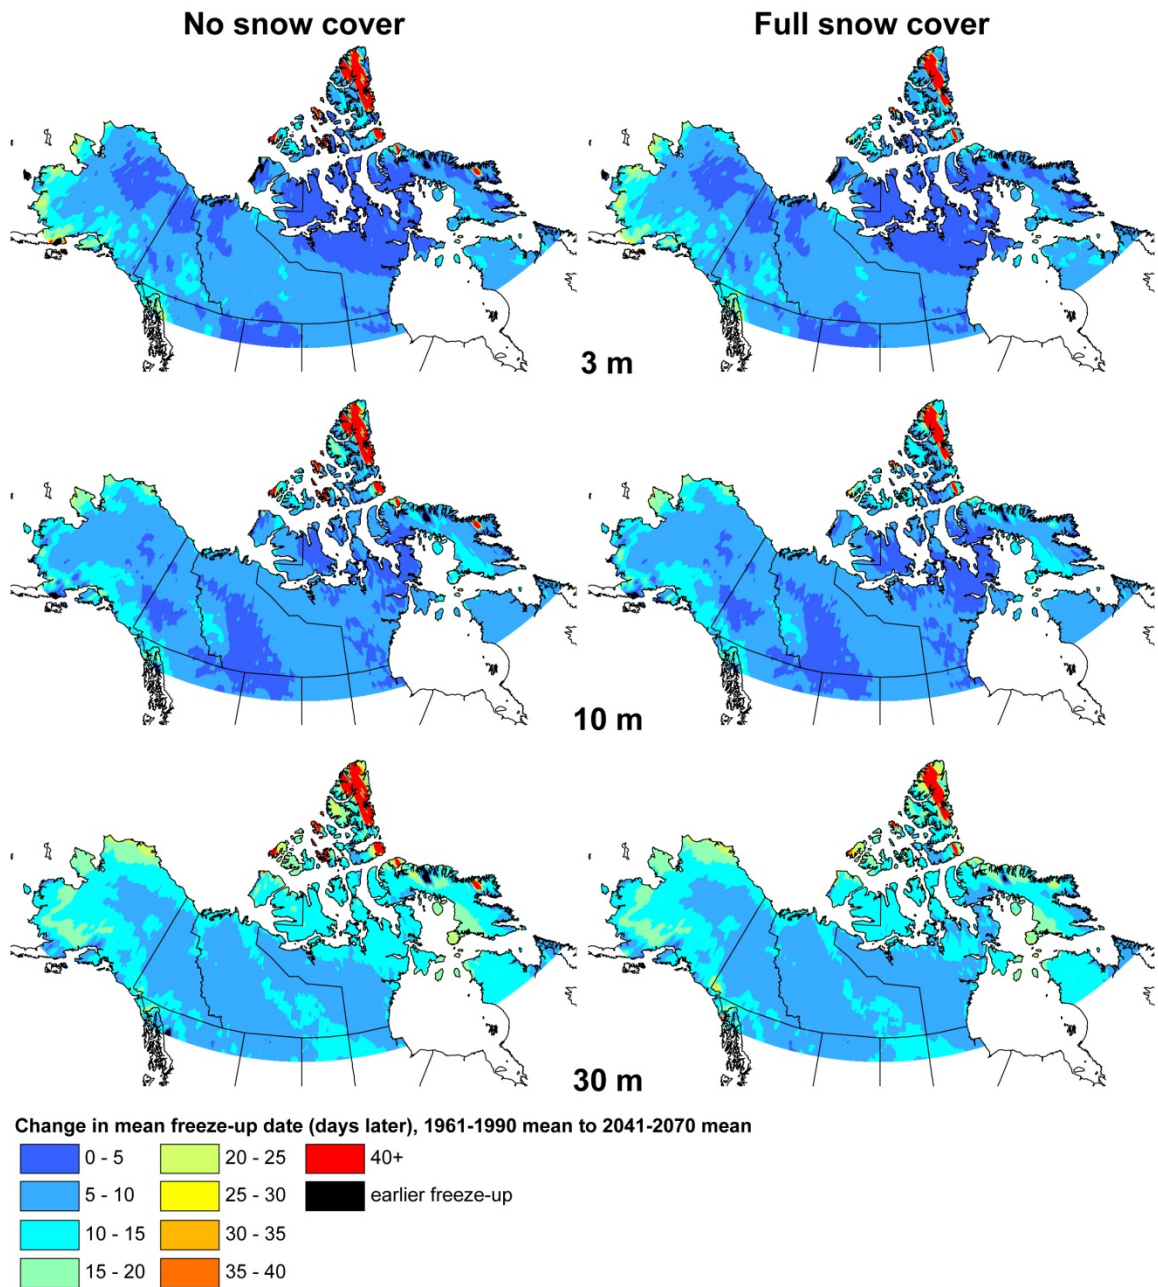 No snow cover
Full snow cover
3 m
10 m
30 m
Change in mean freeze-up date (days later), 1961-1990 mean to 2041-2070 mean
0 - 5
20 - 25
40+
5 - 10
25 - 30
earlier freeze-up
10 - 15
30 - 35
15 - 20
35 - 40